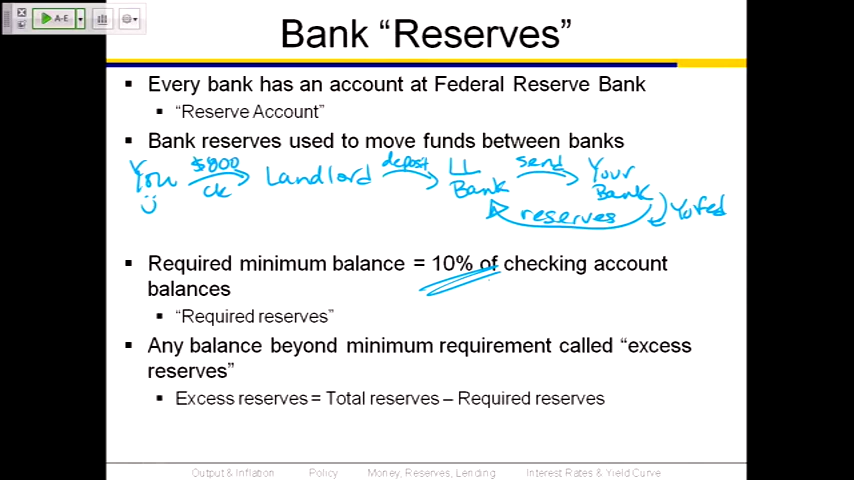 A-E
Bank “Reserves”
▪ Every bank has an account at Federal Reserve Bank
▪ “Reserve Account”
▪ Bank reserves used to move funds between banks
You $800 ck Landlord deposit LL Bank send Your Bank
reserves
▪ Required minimum balance = 10% of checking account
balances
▪ “Required reserves”
▪ Any balance beyond minimum requirement called “excess
reserves”
▪ Excess reserves = Total reserves – Required reserves
Output & Inflation Policy Money, Reserves, Lending Interest Rates & Yield Curve